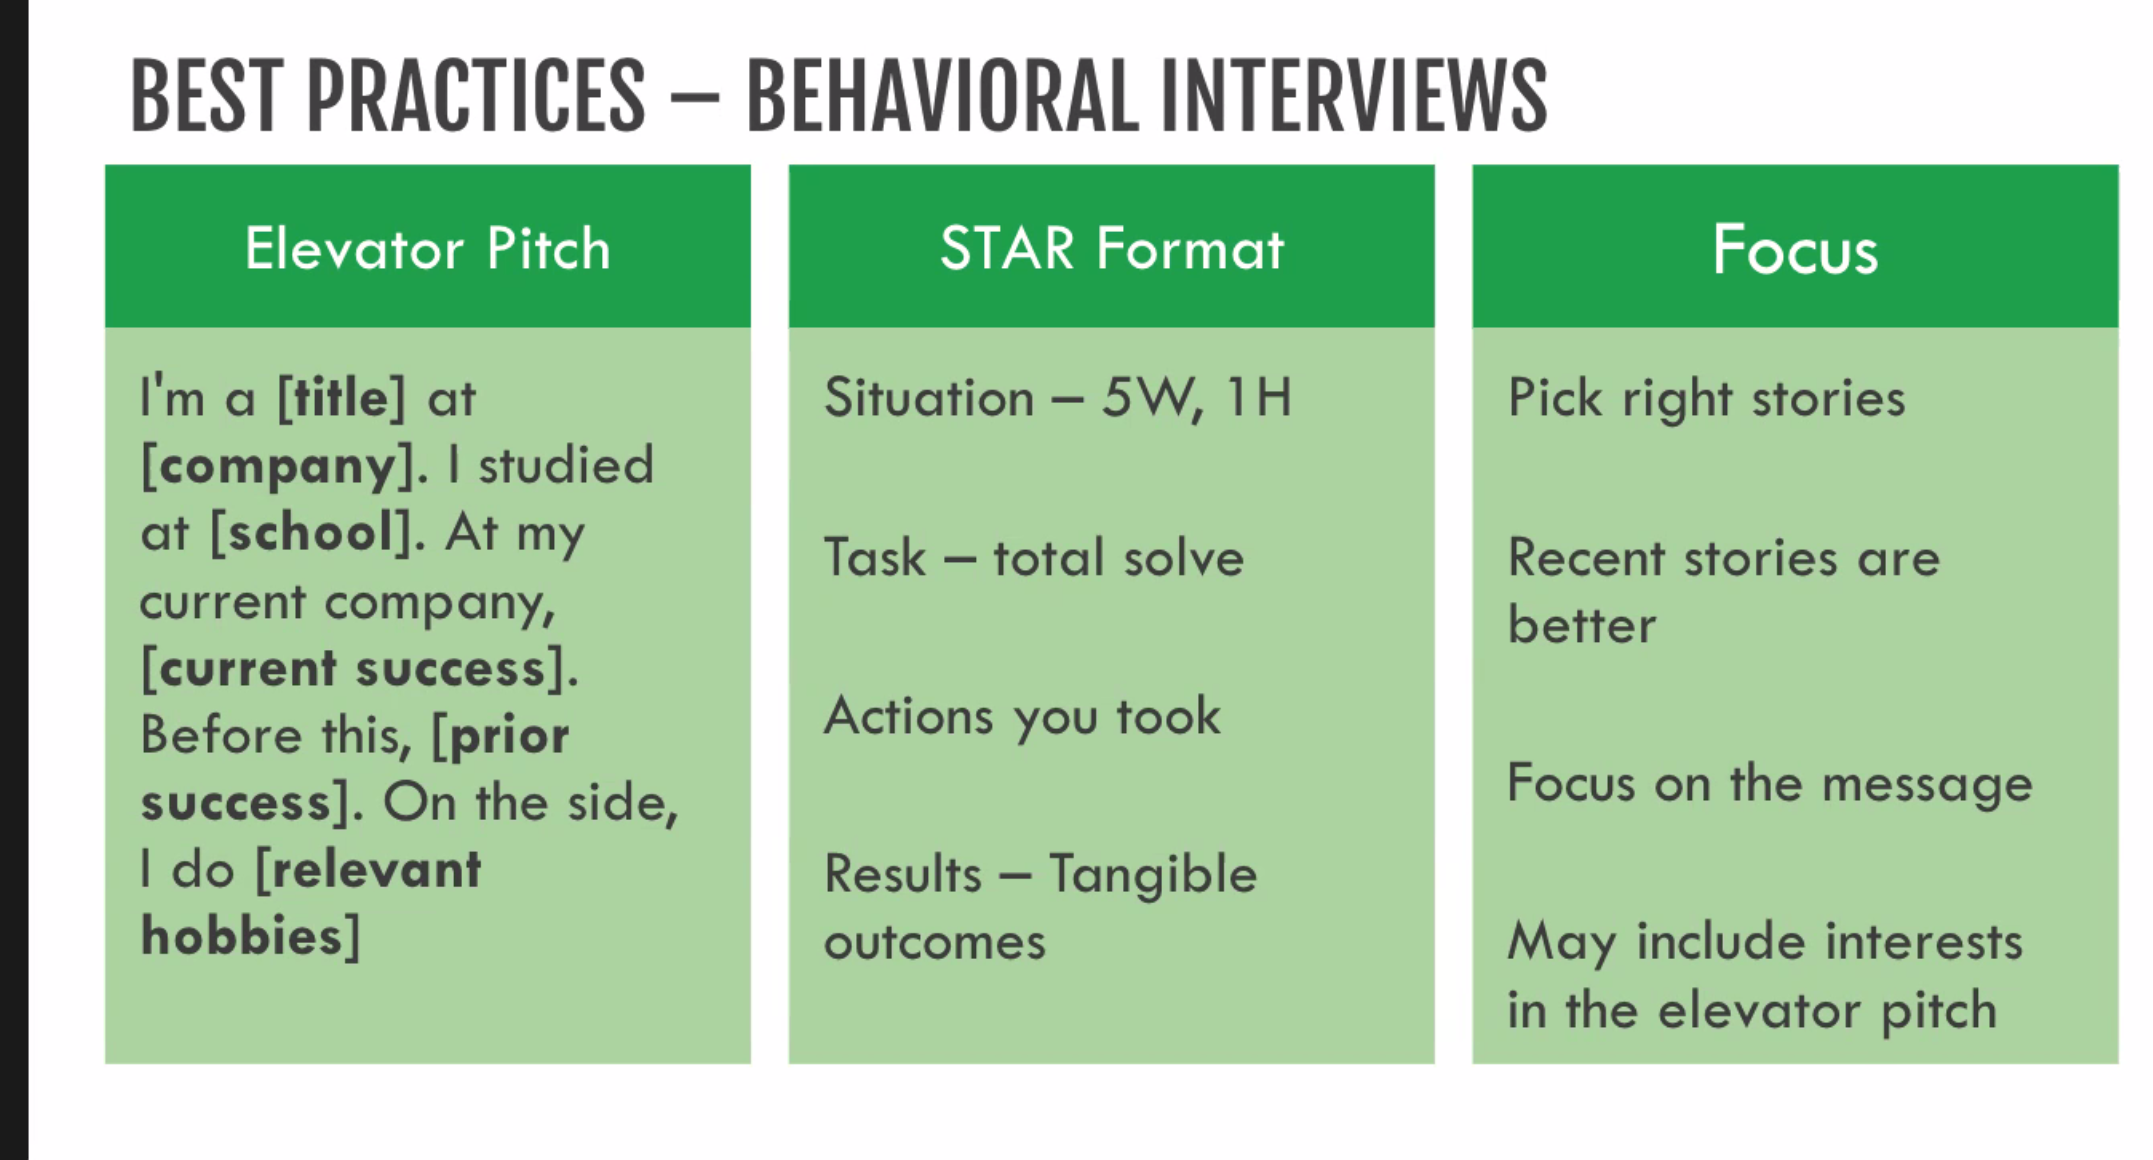 BEST PRACTICES – BEHAVIORAL INTERVIEWS
Elevator Pitch
I'm a [title] at
[company]. I studied
at [school]. At my
current company,
[current success].
Before this, [prior
success]. On the side,
I do [relevant
hobbies]
STAR Format
Situation – 5W, 1H
Task – total solve
Actions you took
Results – Tangible
outcomes
Focus
Pick right stories
Recent stories are
better
Focus on the message
May include interests
in the elevator pitch